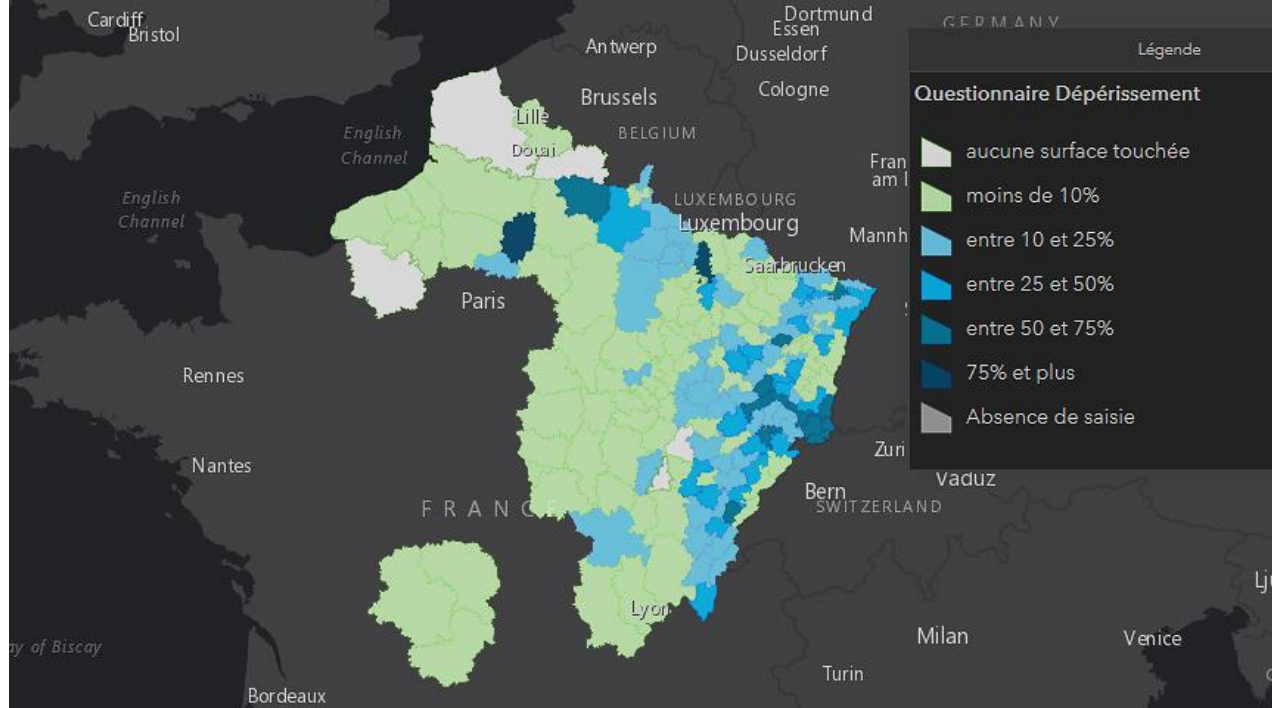 Cardiff
Bristol
Dortmund
Essen
Antwerp
Dusseldorf
GERMANY
Légende
Brussels
Cologne
Questionnaire Dépérissement
Lille
English
Channel
BELGIUM
Douai
aucune surface touchée
Fran
am
moins de 10%
English
Channel
LUXEMBOURG
Luxembourg
Mannh
entre 10 et 25%
Saarbrucken
entre 25 et 50%
Paris
entre 50 et 75%
Rennes
75% et plus
Absence de saisie
Nantes
Zuri
Vaduz
Bern
FRANCE
SWITZERLAND
Lyon
Milan
Venice
ay of Biscay
Turin
Bordeaux